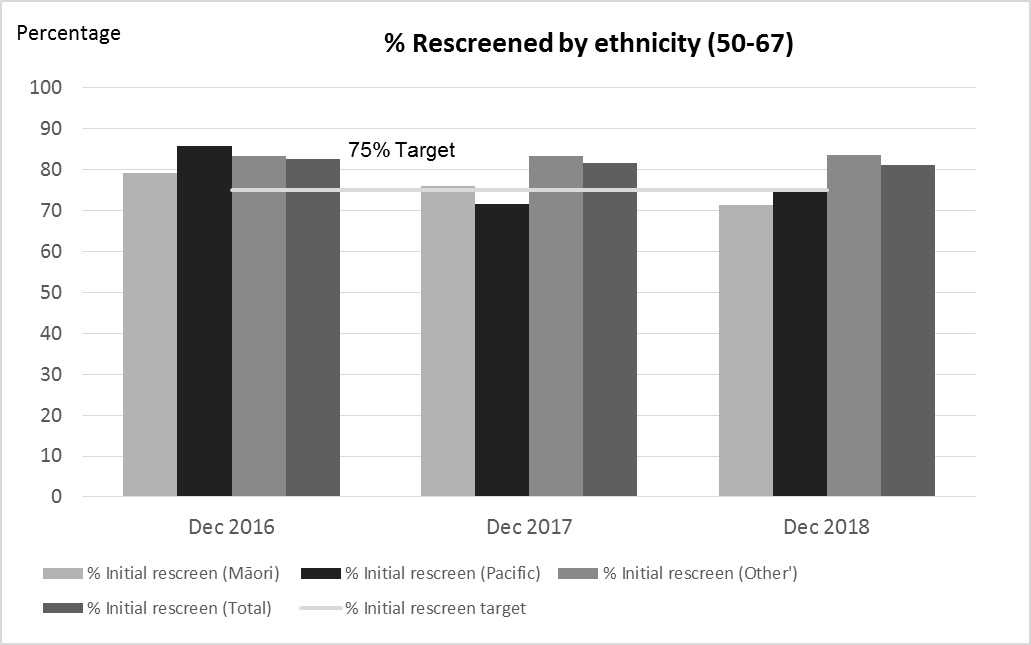 Percentage
% Rescreened by ethnicity (50-67)
100
90
80
70
60
50
40
30
20
10
0
75% Target
Dec 2016
Dec 2017
Dec 2018
% Initial rescreen (Māori)
% Initial rescreen (Pacific)
% Initial rescreen (Other')
% Initial rescreen (Total)
% Initial rescreen target